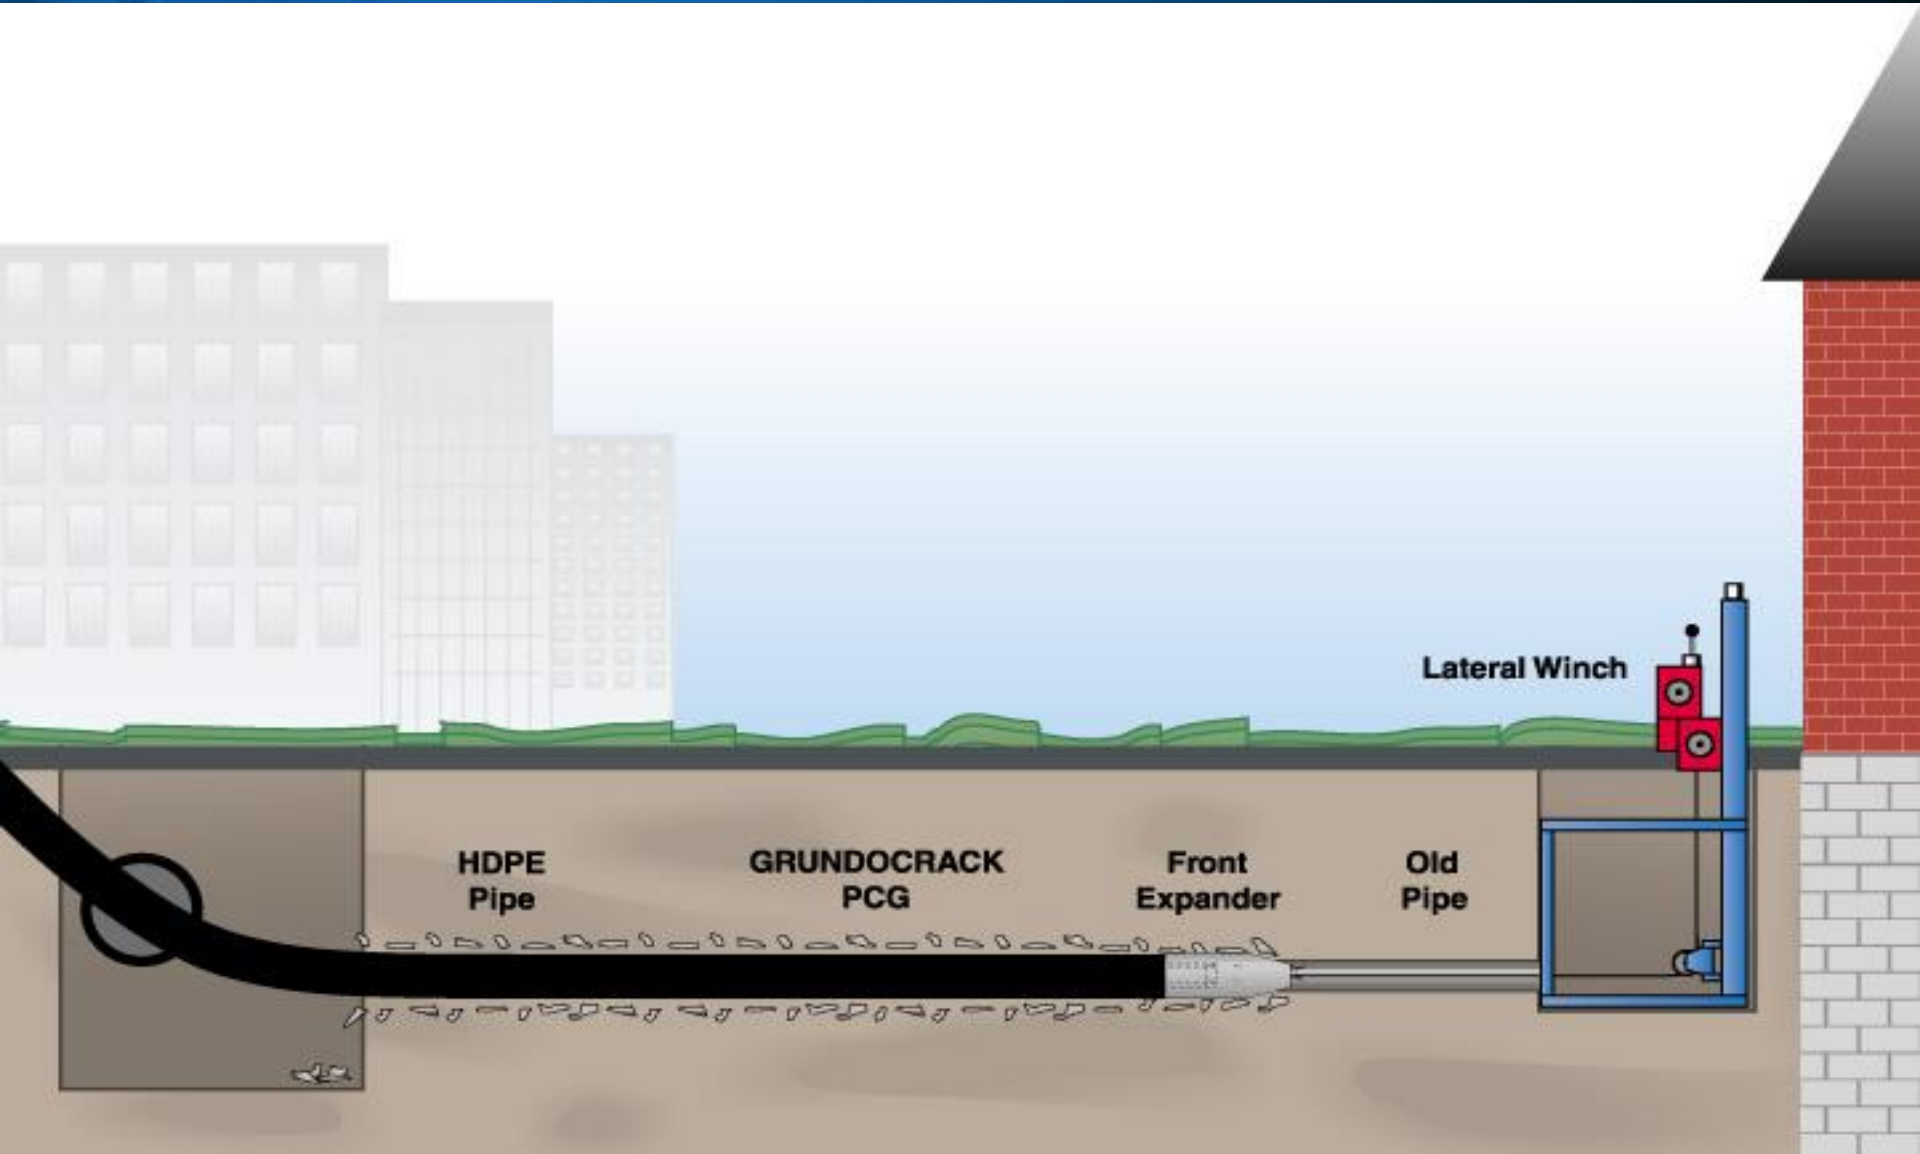 Lateral Winch
HDPE
Pipe
GRUNDOCRACK
PCG
Front
Expander
Old
Pipe